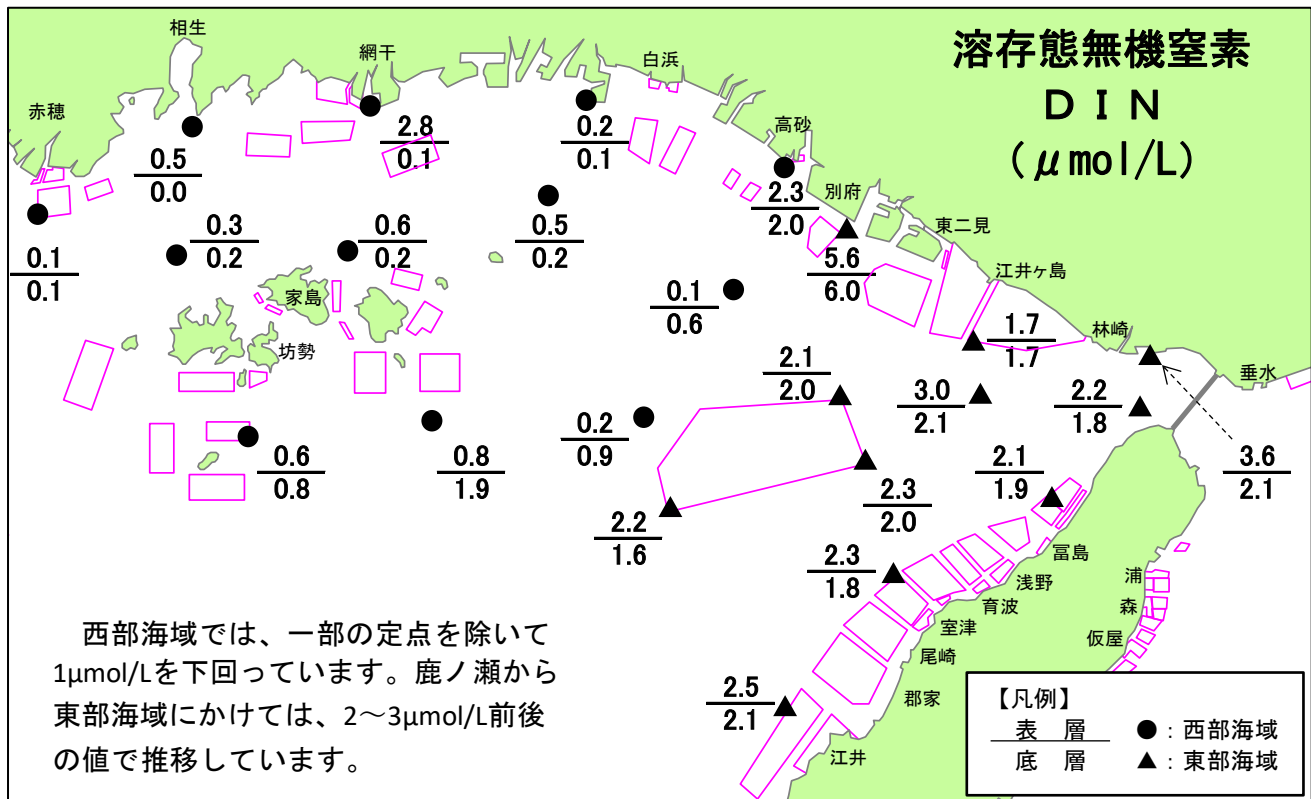 溶存態無機窒素
ＤＩＮ
(μmol/L)
相生
網干
白浜
赤穂
高砂
別府
東二見
江井ヶ島
林崎
垂水
家島
坊勢
0.5
0.0
2.8
0.1
0.2
0.1
2.3
2.0
0.1
0.1
0.3
0.2
0.6
0.2
0.5
0.2
5.6
6.0
0.1
0.6
1.7
1.7
2.1
2.0
3.0
2.1
2.2
1.8
3.6
2.1
0.6
0.8
0.8
1.9
0.2
0.9
2.1
1.9
2.3
2.0
2.2
1.6
2.3
1.8
2.5
2.1
冨島
浅野
育波
室津
尾崎
郡家
江井
浦
森
仮屋
西部海域では、一部の定点を除いて
1μmol/Lを下回っています。鹿ノ瀬から
東部海域にかけては、2～3μmol/L前後
の値で推移しています。
【凡例】
表　層　●：西部海域
底　層　▲：東部海域